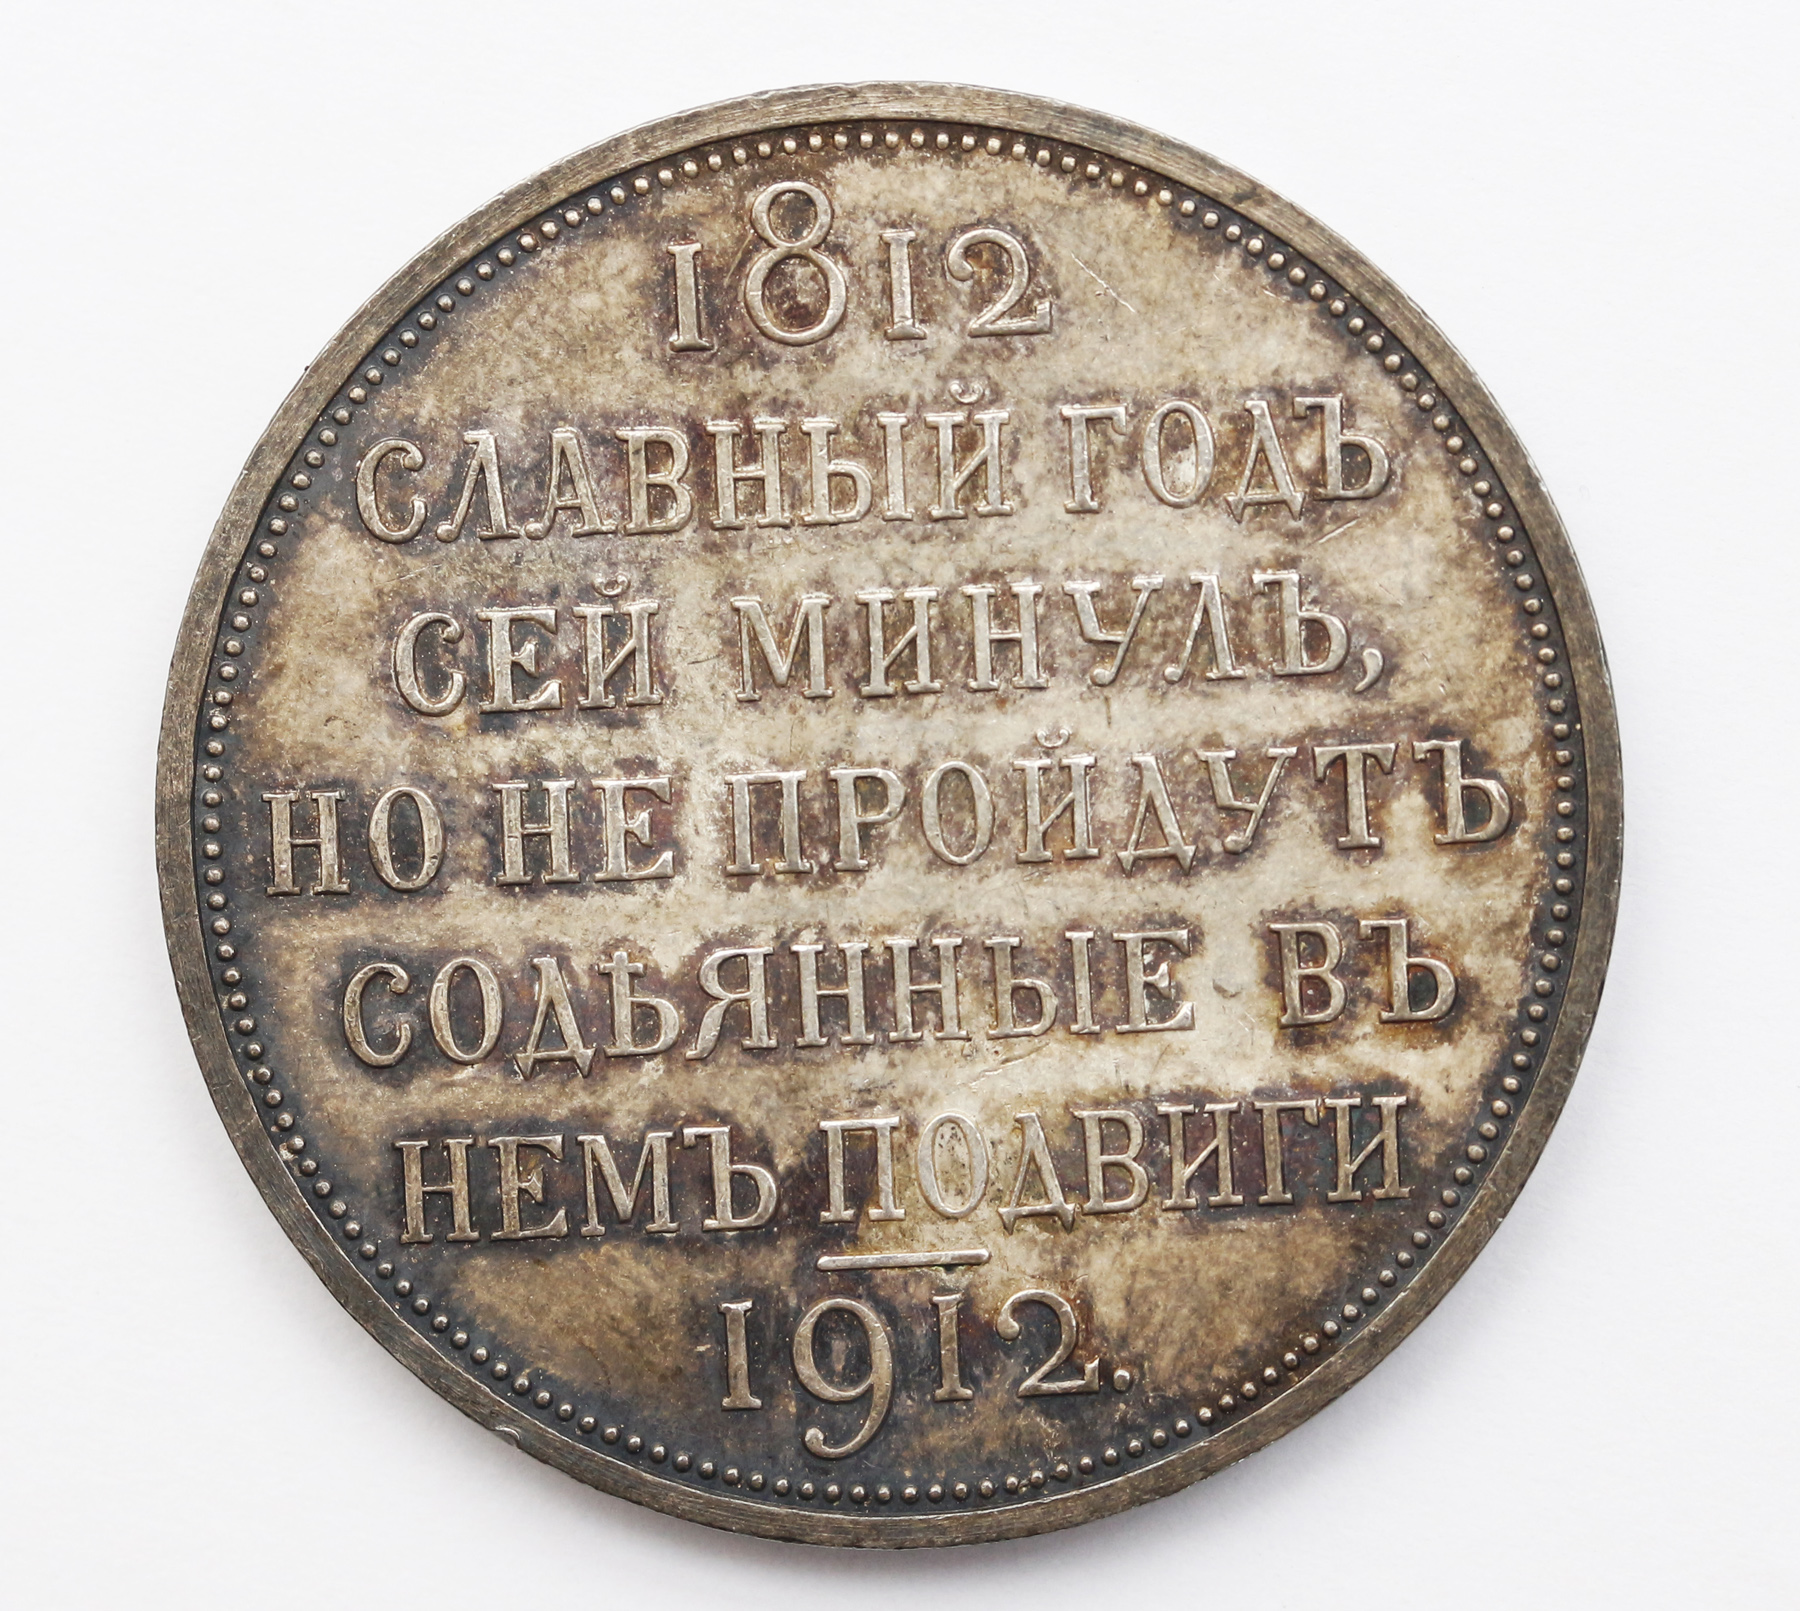 1812
СЛАВНЫЙ ГОДЪ
СЕЙ МИНУЛЪ,
НО НЕ ПРОЙДУТЪ
СОДѢЯННЫЕ ВЪ
НЕМЪ ПОДВИГИ
1912.